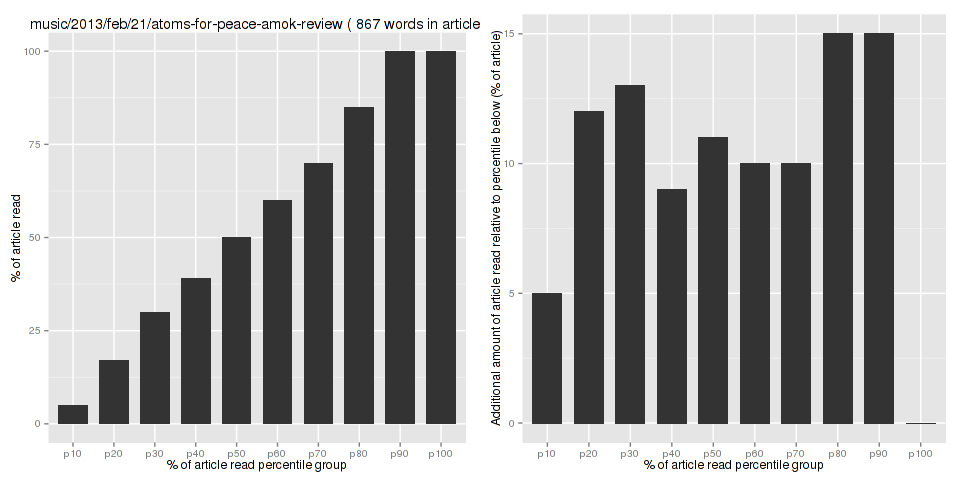 music/2013/feb/21/atoms-for-peace-amok-review ( 867 words in article
% of article read
100
75
50
25
0
p10 p20 p30 p40 p50 p60 p70 p80 p90 p100
% of article read percentile group
Additional amount of article read relative to percentile below (% of article)
15
10
5
0
p10 p20 p30 p40 p50 p60 p70 p80 p90 p100
% of article read percentile group